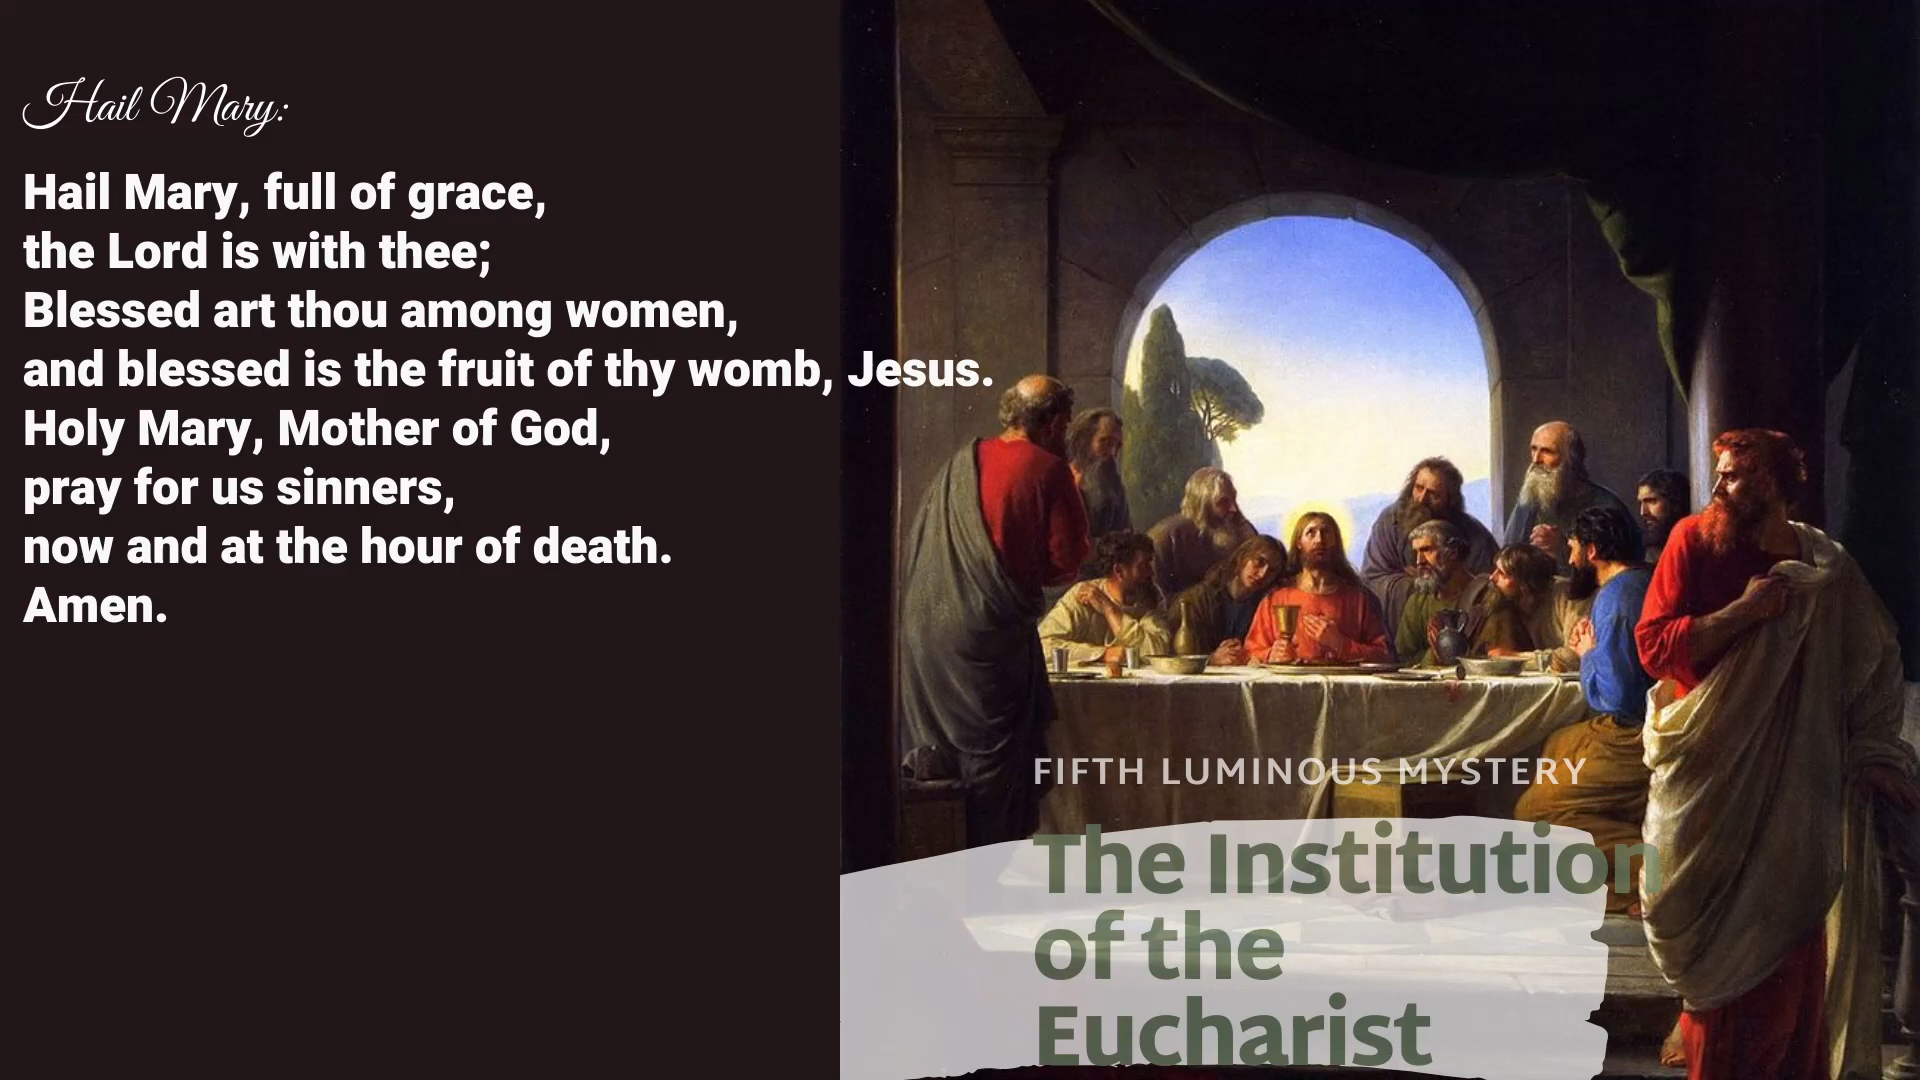 Hail Mary:
Hail Mary, full of grace,
the Lord is with thee;
Blessed art thou among women,
and blessed is the fruit of thy womb, Jesus.
Holy Mary, Mother of God,
pray for us sinners,
now and at the hour of death.
Amen.
FIFTH LUMINOUS MYSTERY
The Institution
of the
Eucharist